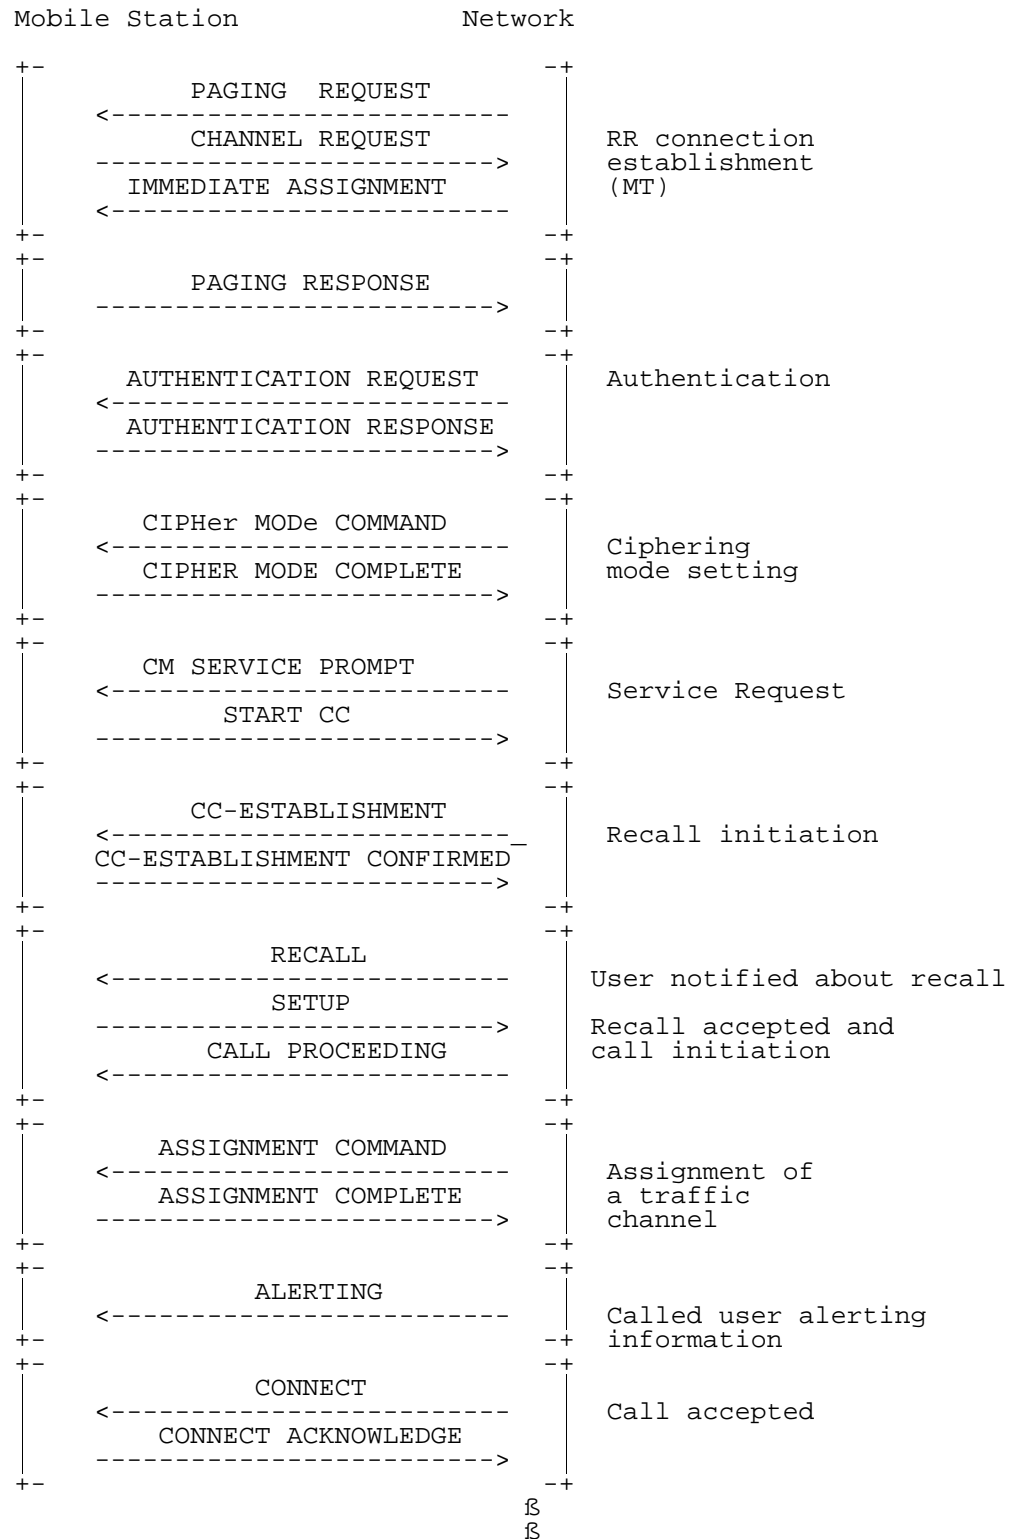 Mobile Station Network
PAGING REQUEST
CHANNEL REQUEST RR connection
establishment
IMMEDIATE ASSIGNMENT (MT)
PAGING RESPONSE
AUTHENTICATION REQUEST Authentication
AUTHENTICATION RESPONSE
CIPHer MODe COMMAND
Ciphering
CIPHER MODE COMPLETE mode setting
CM SERVICE PROMPT
Service Request
START CC
CC-ESTABLISHMENT
Recall initiation
CC-ESTABLISHMENT CONFIRMED
RECALL
User notified about recall
SETUP
Recall accepted and
CALL PROCEEDING call initiation
ASSIGNMENT COMMAND
Assignment of
ASSIGNMENT COMPLETE a traffic
channel
ALERTING
Called user alerting
information
CONNECT
Call accepted
CONNECT ACKNOWLEDGE
ß
ß